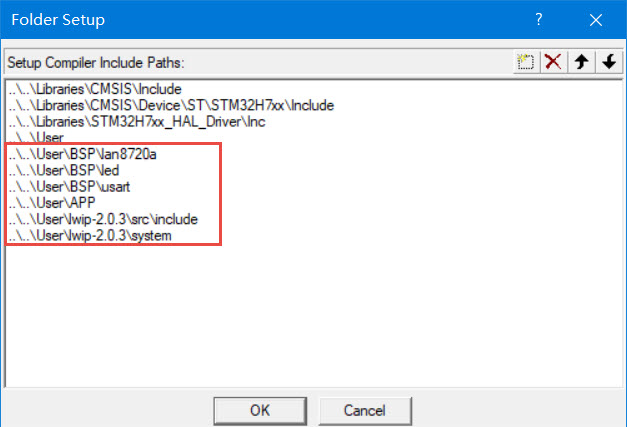 Folder Setup
?
Setup Compiler Include Paths:
..\..\Libraries\CMSIS\Include
..\..\Libraries\CMSIS\Device\ST\STM32H7xx\Include
..\..\Libraries\STM32H7xx_HAL_Driver\Inc
..\..\User
..\..\User\BSP\lan8720a
..\..\User\BSP\led
..\..\User\BSP\usart
..\..\User\APP
..\..\User\lwip-2.0.3\src\include
..\..\User\lwip-2.0.3\system
OK
Cancel